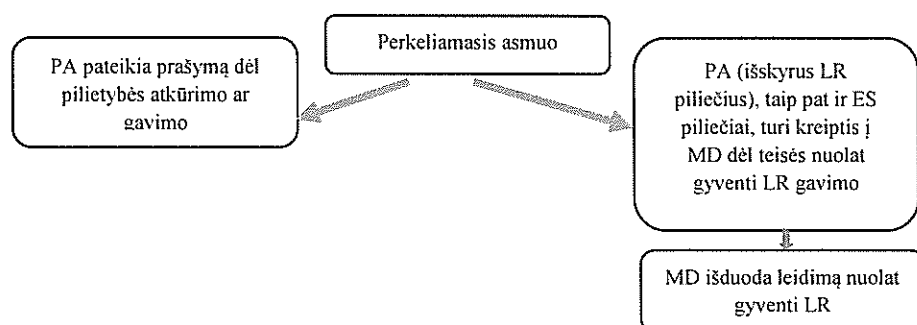 Perkeliamasis asmuo
PA pateikia prašymą dėl
pilietybės atkūrimo ar
gavimo
PA (išskyrus LR
piliečius), taip pat ir ES
piliečiai, turi kreiptis į
MD dėl teisės nuolat
gyventi LR gavimo
MD išduoda leidimą nuolat
gyventi LR